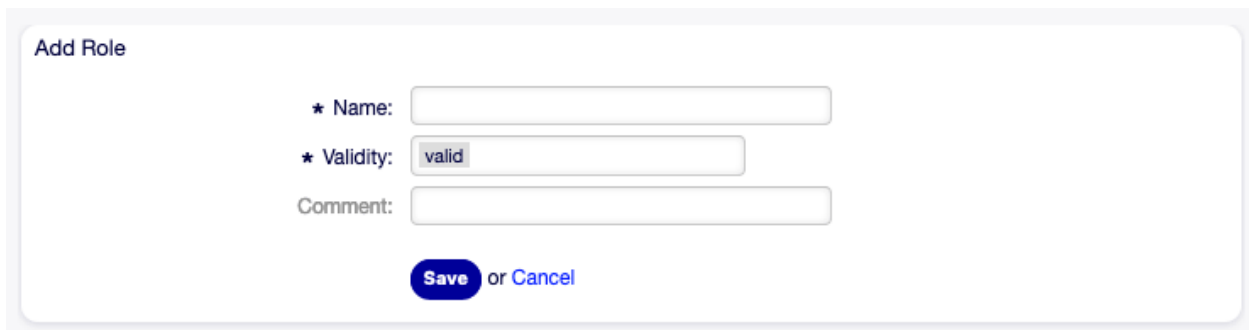 Add Role
★ Name:
★ Validity: valid
Comment:
Save or Cancel